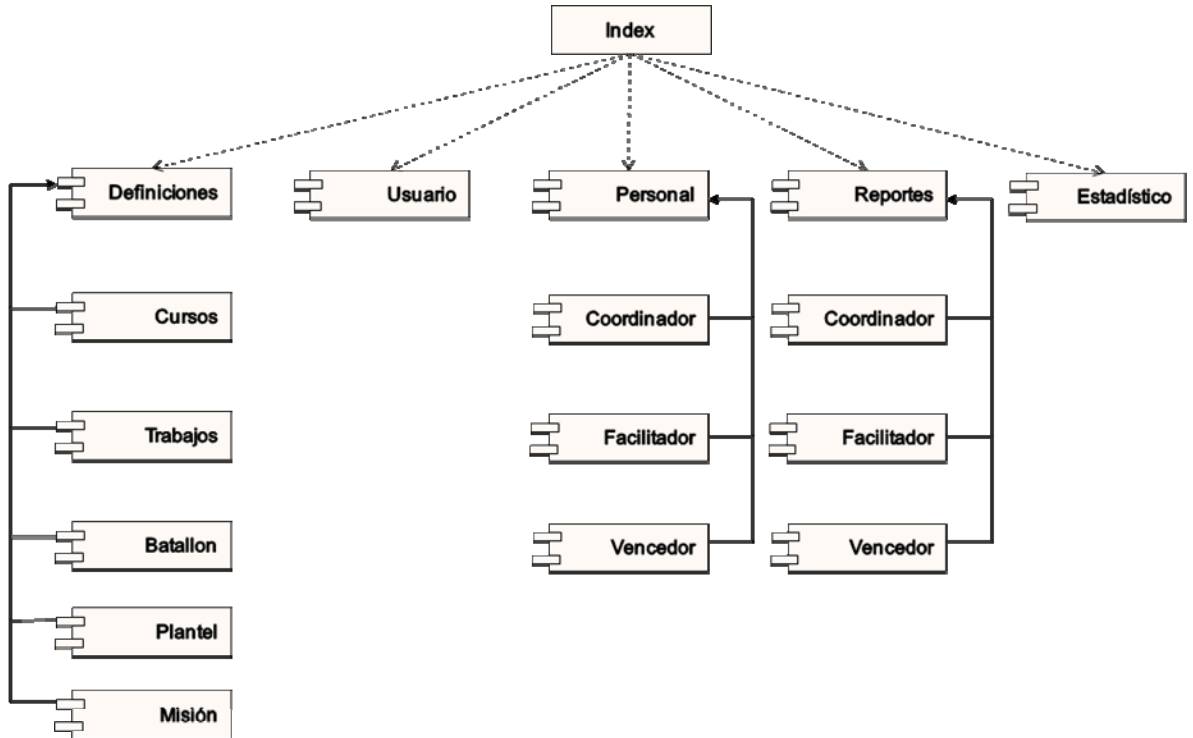 Index
Definiciones
Usuario
Personal
Reportes
Estadístico
Cursos
Coordinador
Coordinador
Trabajos
Facilitador
Facilitador
Batallon
Vencedor
Vencedor
Plantel
Misión